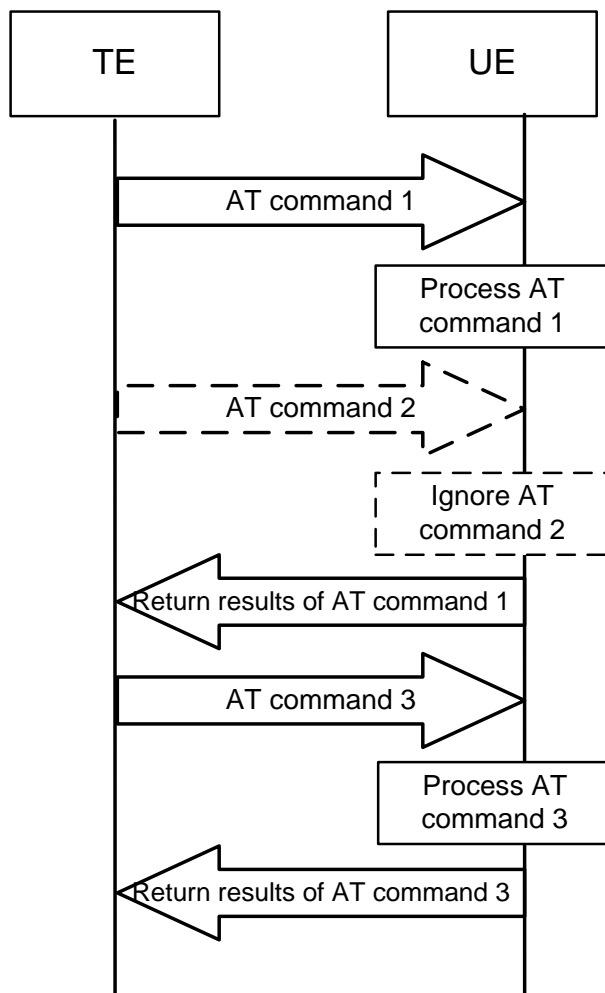 TE
UE
AT command 1
Process AT
command 1
AT command 2
Ignore AT
command 2
Return results of AT command 1
AT command 3
Process AT
command 3
Return results of AT command 3